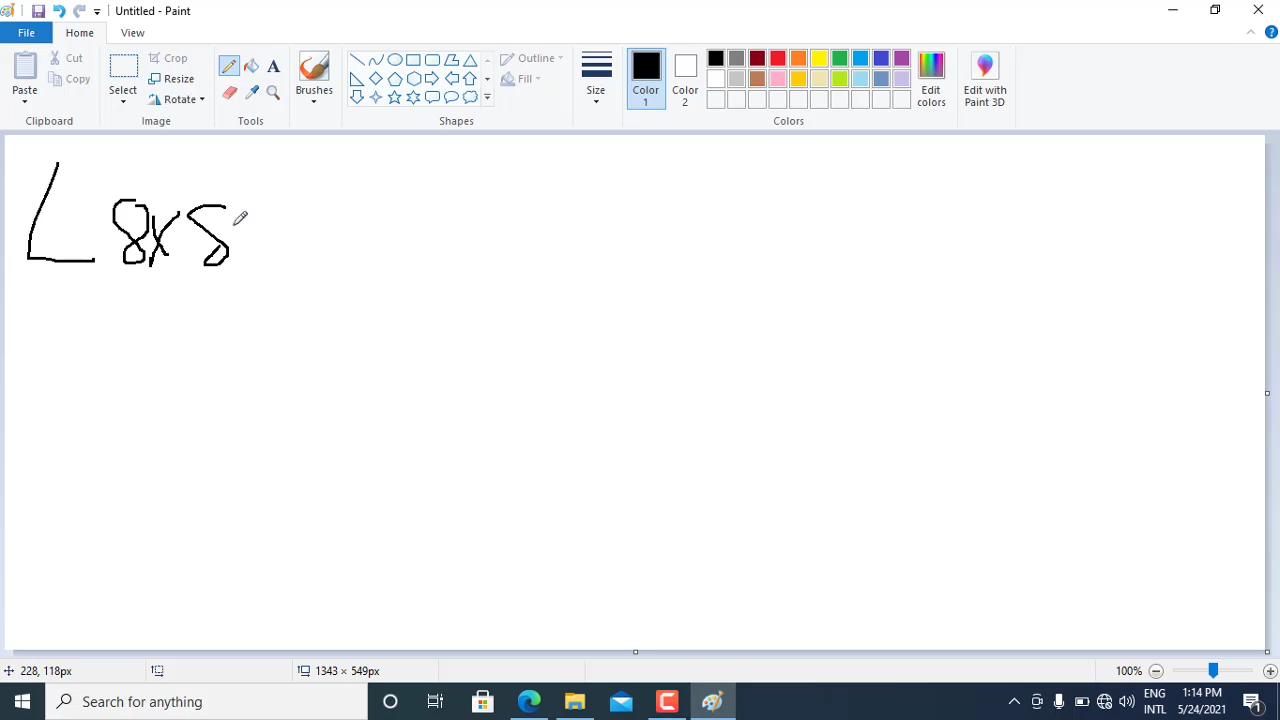 Untitled - Paint
File Home View
Paste
Cut
Copy
Clipboard
Select
Crop
Resize
Rotate
Image
A
Tools
Brushes
Outline
Fill
Shapes
Size
Color 1
Color 2
Edit colors
Colors
Edit with Paint 3D
L 8x5
228, 118px
1343 × 549px
100%
Search for anything
ENG
INTL
1:14 PM
5/24/2021
1